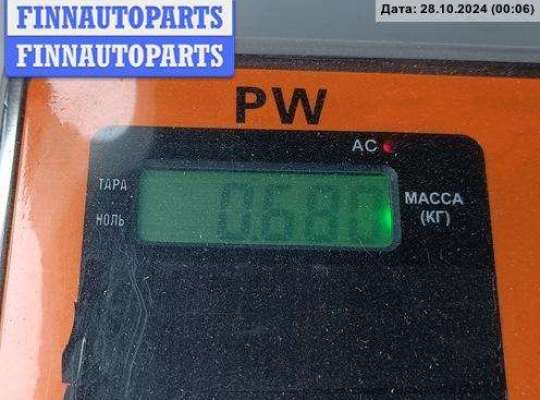 FINNAUTOPARTS
FINNAUTOPARTS
Дата: 28.10.2024 (00:06)
PW
AC
ТАРА
НОЛЬ
0.680
МАССА
(КГ)